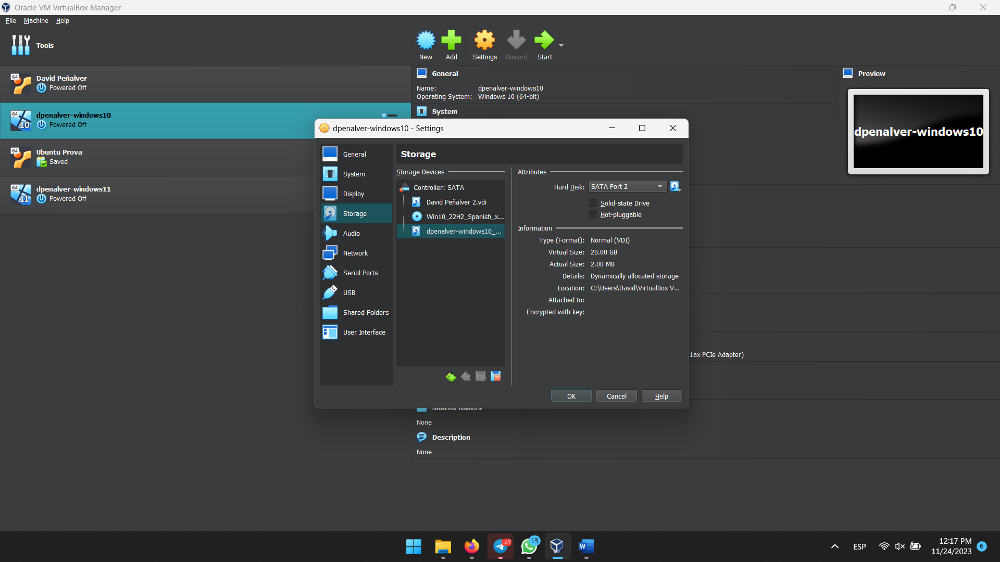 Oracle VM VirtualBox Manager
File Machine Help
Tools
New Add Settings Discard Start
64
David Peñalver
Powered Off
64
10
dpenalver-windows10
Powered Off
64
Ubuntu Prova
Saved
64
11
dpenalver-windows11
Powered Off
General
Name: dpenalver-windows10
Operating System: Windows 10 (64-bit)
System
Preview
dpenalver-windows10
dpenalver-windows10 - Settings
General
System
Display
Storage
Audio
Network
Serial Ports
USB
Shared Folders
User Interface
Storage
Storage Devices
Controller: SATA
David Peñalver 2.vdi
Win10_22H2_Spanish_x...
dpenalver-windows10_...
Attributes
Hard Disk: SATA Port 2
Solid-state Drive
Hot-pluggable
Information
Type (Format): Normal (VDI)
Virtual Size: 20.00 GB
Actual Size: 2.00 MB
Details: Dynamically allocated storage
Location: C:\Users\David\VirtualBox V...
Attached to: --
Encrypted with key: --
OK Cancel Help
1ax PCIe Adapter)
Shared folders
None
Description
None
..47
13
W
ESP
12:17 PM
11/24/2023
6